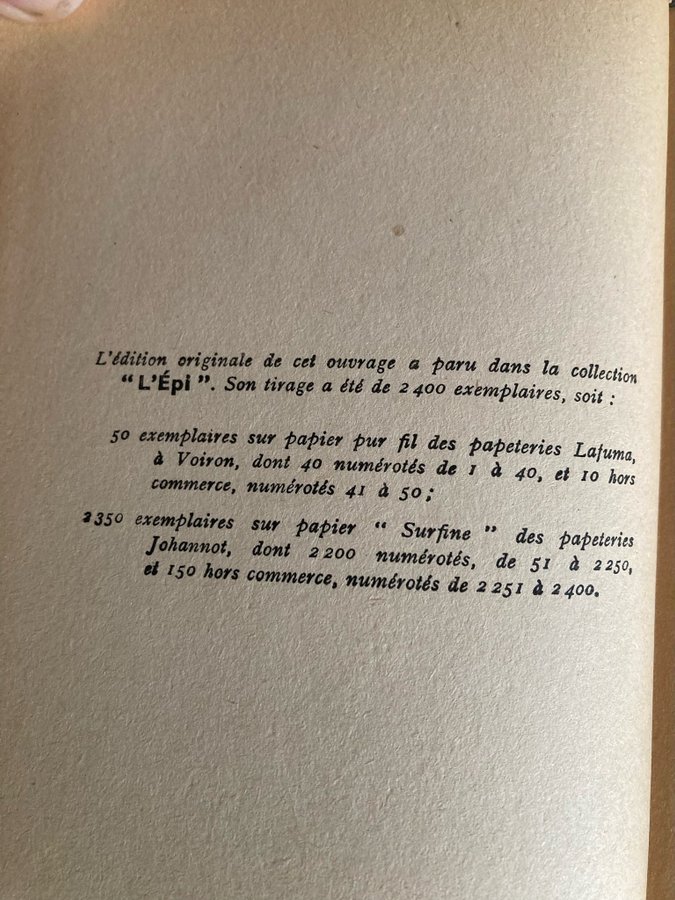 L'édition originale de cet ouvrage a paru dans la collection
" L'Épi ". Son tirage a été de 2 400 exemplaires, soit :
50 exemplaires sur papier pur fil des papeteries Lafuma,
à Voiron, dont 40 numérotés de 1 à 40, et 10 hors
commerce, numérotés 41 à 50 ;
2350 exemplaires sur papier " Surfine " des papeteries
Johannot, dont 2 200 numérotés, de 51 à 2 250,
et 150 hors commerce, numérotés de 2 251 à 2 400.